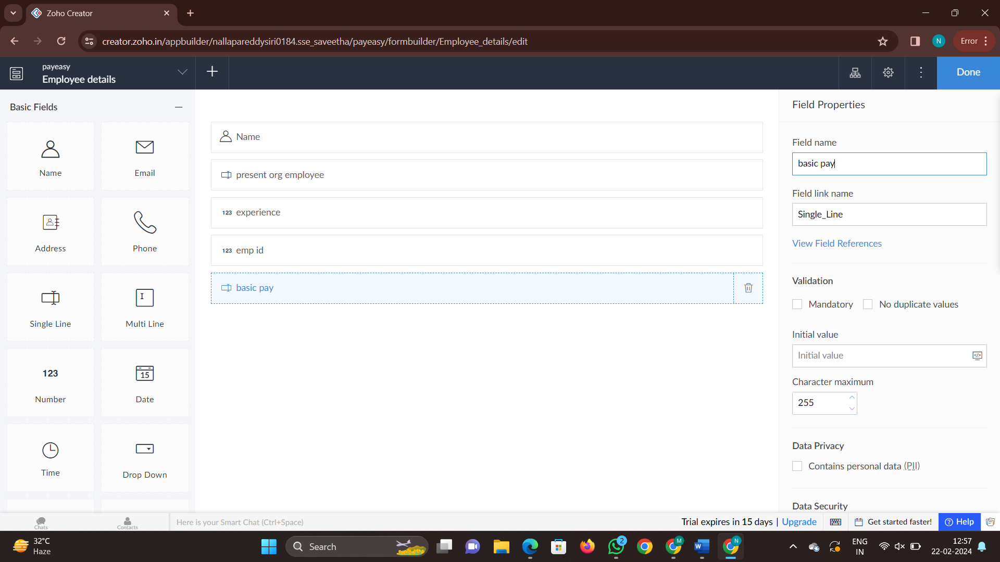 Zoho Creator
creator.zoho.in/appbuilder/nallapareddysiri0184.sse_saveetha/payeasy/formbuilder/Employee_details/edit
N
Error
payeasy
Employee details
Done
Basic Fields
Name
Email
Address
Phone
Single Line
Multi Line
123
Number
15
Date
Time
Drop Down
Name
present org employee
123 experience
123 emp id
basic pay
Field Properties
Field name
basic pay
Field link name
Single_Line
View Field References
Validation
Mandatory
No duplicate values
Initial value
Initial value
Character maximum
255
Data Privacy
Contains personal data (PII)
Data Security
Chats
Contacts
Here is your Smart Chat (Ctrl+Space)
Trial expires in 15 days | Upgrade
Get started faster!
Help
32°C
Haze
Search
2
M
W
N
ENG
IN
12:57
22-02-2024